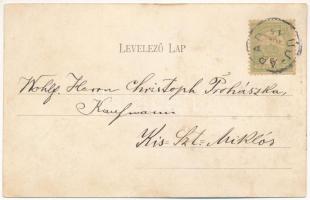 LEVELEZŐ LAP
Wohlg. Herrn Christoph Prohászka,
Kaufmann
Kis-Szt-Miklós